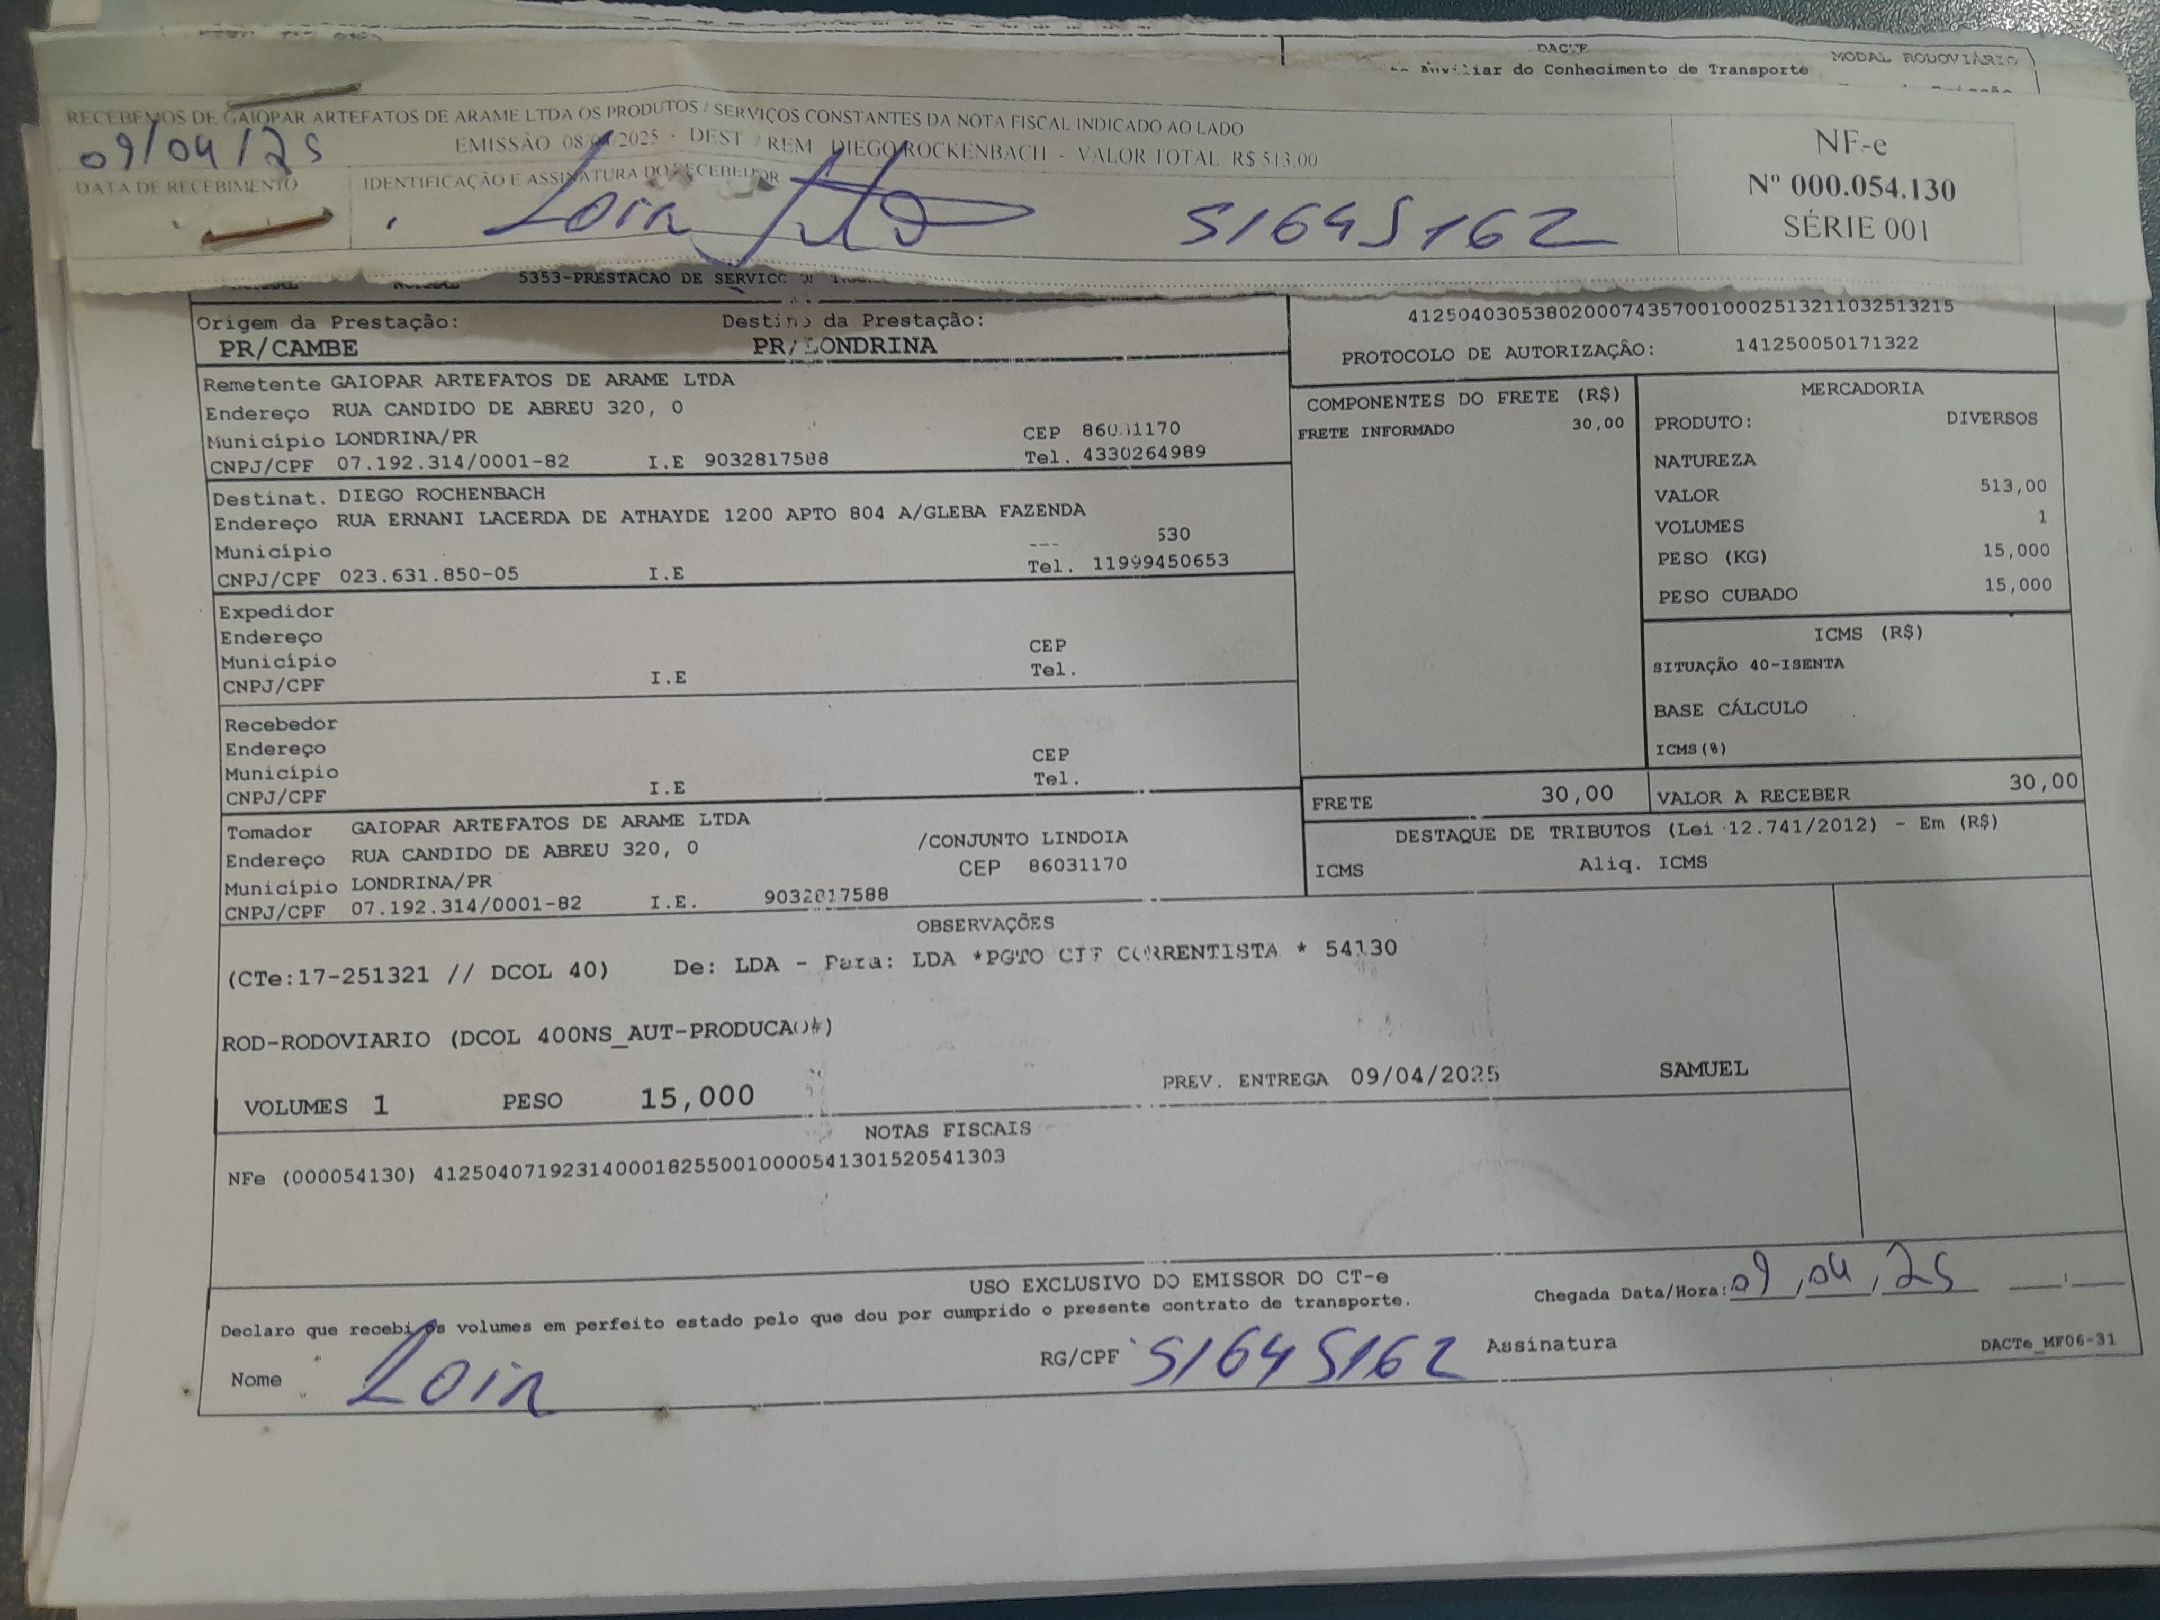 DACTE
MODAL RODOVIÁRIO
Auxiliar do Conhecimento de Transporte
RECEBEMOS DE GAIOPAR ARTEFATOS DE ARAME LTDA OS PRODUTOS / SERVIÇOS CONSTANTES DA NOTA FISCAL INDICADO AO LADO
09/04/25
EMISSÃO 08/04/2025 - DEST / REM DIEGO ROCKENBACH - VALOR TOTAL R$ 513,00
NF-e
Nº 000.054.130
SÉRIE 001
DATA DE RECEBIMENTO
IDENTIFICAÇÃO E ASSINATURA DO RECEBEDOR
51645162
5353-PRESTACAO DE SERVICO
41250403053802000743570010002513211032513215
Origem da Prestação: Destino da Prestação:
PR/CAMBE PR/LONDRINA
PROTOCOLO DE AUTORIZAÇÃO: 141250050171322
Remetente GAIOPAR ARTEFATOS DE ARAME LTDA
Endereço RUA CANDIDO DE ABREU 320, 0
Município LONDRINA/PR CEP 86031170
CNPJ/CPF 07.192.314/0001-82 I.E 9032817588 Tel. 4330264989
Destinat. DIEGO ROCHENBACH
Endereço RUA ERNANI LACERDA DE ATHAYDE 1200 APTO 804 A/GLEBA FAZENDA
Município 530
CNPJ/CPF 023.631.850-05 I.E Tel. 11999450653
Expedidor
Endereço
Município CEP
CNPJ/CPF I.E Tel.
Recebedor
Endereço
Município CEP
CNPJ/CPF I.E Tel.
Tomador GAIOPAR ARTEFATOS DE ARAME LTDA
Endereço RUA CANDIDO DE ABREU 320, 0 /CONJUNTO LINDOIA
Município LONDRINA/PR CEP 86031170
CNPJ/CPF 07.192.314/0001-82 I.E. 9032817588
COMPONENTES DO FRETE (R$)
FRETE INFORMADO 30,00
MERCADORIA
PRODUTO: DIVERSOS
NATUREZA
VALOR 513,00
VOLUMES 1
PESO (KG) 15,000
PESO CUBADO 15,000
ICMS (R$)
SITUAÇÃO 40-ISENTA
BASE CÁLCULO
ICMS(%)
FRETE 30,00 VALOR A RECEBER 30,00
DESTAQUE DE TRIBUTOS (Lei 12.741/2012) - Em (R$)
ICMS Aliq. ICMS
OBSERVAÇÕES
(CTe:17-251321 // DCOL 40) De: LDA - Para: LDA *PGTO CIF CORRENTISTA * 54130
ROD-RODOVIARIO (DCOL 400NS_AUT-PRODUCAO#)
VOLUMES 1 PESO 15,000 PREV. ENTREGA 09/04/2025 SAMUEL
NOTAS FISCAIS
NFe (000054130) 41250407192314000182550010000541301520541303
USO EXCLUSIVO DO EMISSOR DO CT-e
Declaro que recebi os volumes em perfeito estado pelo que dou por cumprido o presente contrato de transporte.
Chegada Data/Hora: 09,04,25 :
Nome RG/CPF 51645162 Assinatura
DACTe_MF06-31